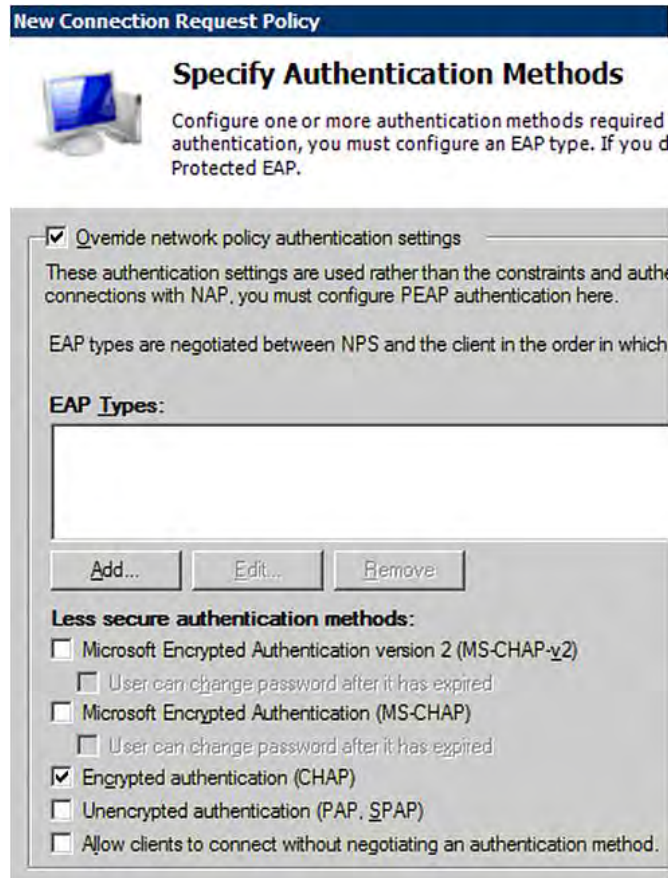 New Connection Request Policy
Specify Authentication Methods
Configure one or more authentication methods required
authentication, you must configure an EAP type. If you d
Protected EAP.
Override network policy authentication settings
These authentication settings are used rather than the constraints and authe
connections with NAP, you must configure PEAP authentication here.
EAP types are negotiated between NPS and the client in the order in which
EAP Types:
Add... Edit... Remove
Less secure authentication methods:
Microsoft Encrypted Authentication version 2 (MS-CHAP-v2)
User can change password after it has expired
Microsoft Encrypted Authentication (MS-CHAP)
User can change password after it has expired
Encrypted authentication (CHAP)
Unencrypted authentication (PAP, SPAP)
Allow clients to connect without negotiating an authentication method.